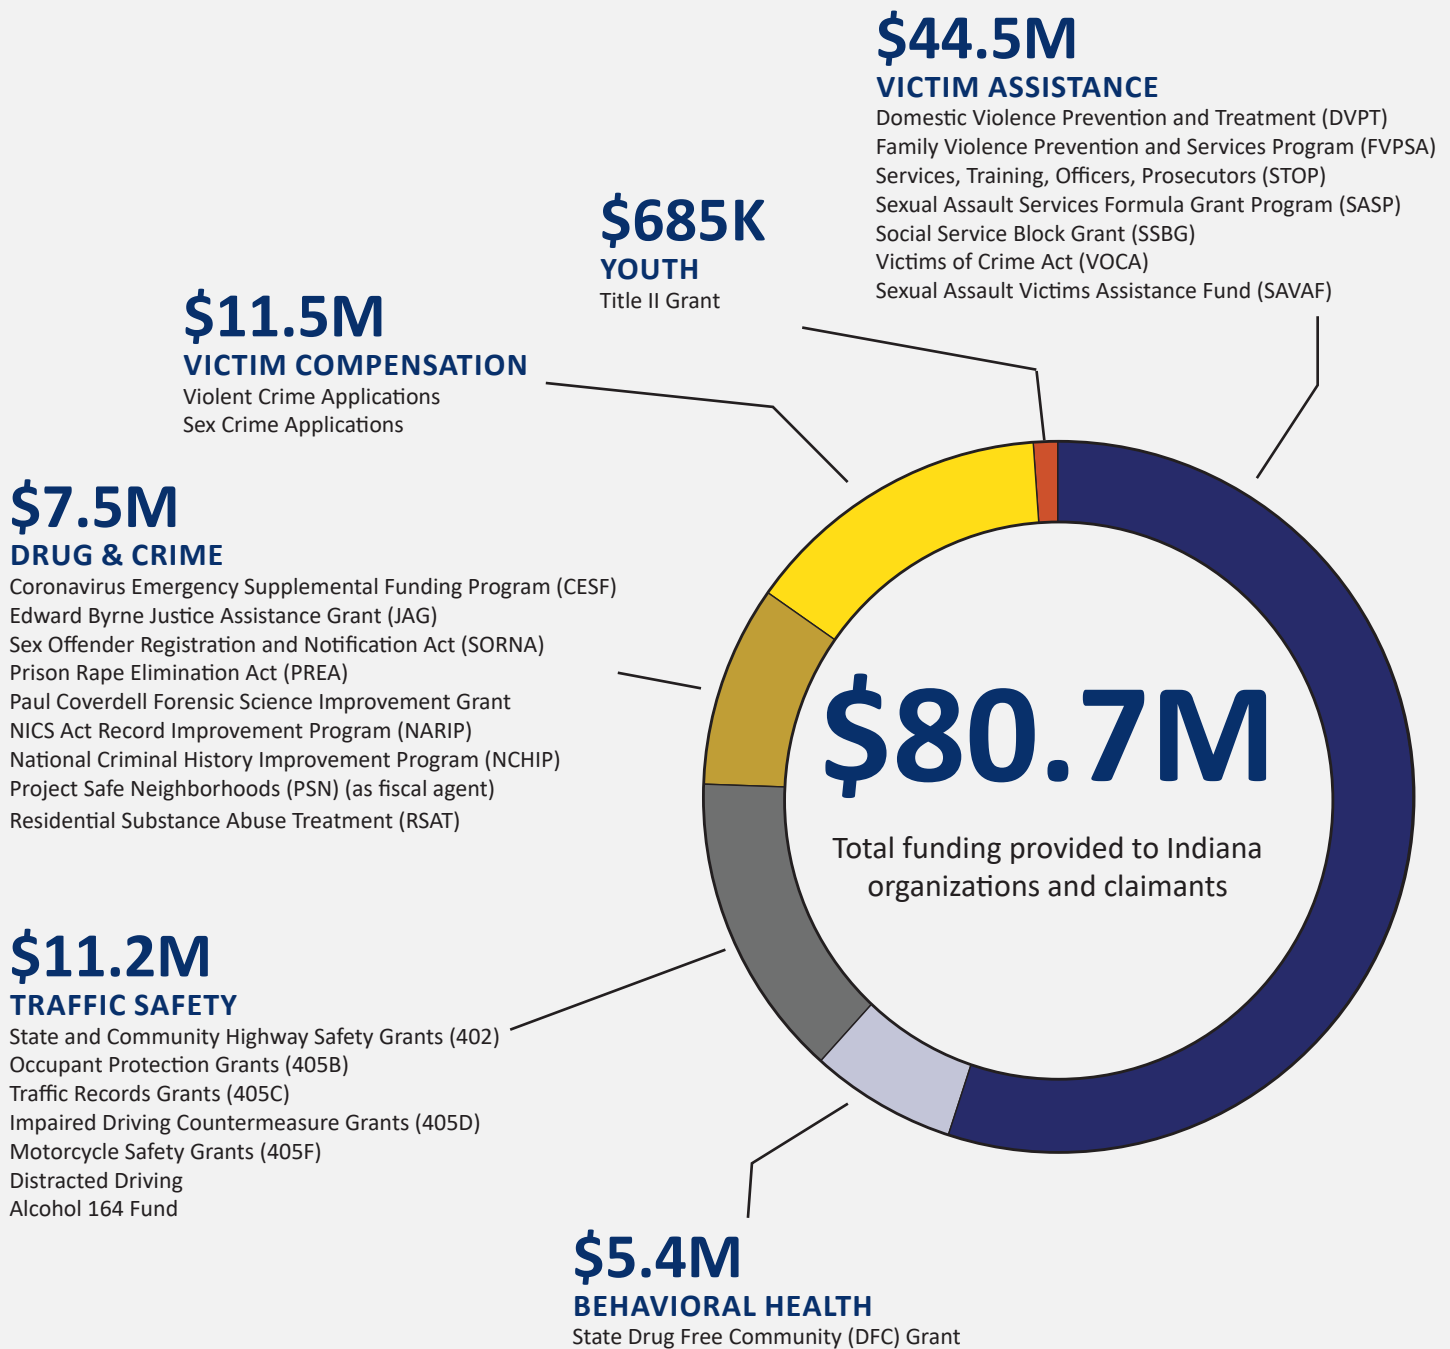 $44.5M
VICTIM ASSISTANCE
Domestic Violence Prevention and Treatment (DVPT)
Family Violence Prevention and Services Program (FVPSA)
Services, Training, Officers, Prosecutors (STOP)
Sexual Assault Services Formula Grant Program (SASP)
Social Service Block Grant (SSBG)
Victims of Crime Act (VOCA)
Sexual Assault Victims Assistance Fund (SAVAF)
$685K
YOUTH
Title II Grant
$11.5M
VICTIM COMPENSATION
Violent Crime Applications
Sex Crime Applications
$7.5M
DRUG & CRIME
Coronavirus Emergency Supplemental Funding Program (CESF)
Edward Byrne Justice Assistance Grant (JAG)
Sex Offender Registration and Notification Act (SORNA)
Prison Rape Elimination Act (PREA)
Paul Coverdell Forensic Science Improvement Grant
NICS Act Record Improvement Program (NARIP)
National Criminal History Improvement Program (NCHIP)
Project Safe Neighborhoods (PSN) (as fiscal agent)
Residential Substance Abuse Treatment (RSAT)
$80.7M
Total funding provided to Indiana
organizations and claimants
$11.2M
TRAFFIC SAFETY
State and Community Highway Safety Grants (402)
Occupant Protection Grants (405B)
Traffic Records Grants (405C)
Impaired Driving Countermeasure Grants (405D)
Motorcycle Safety Grants (405F)
Distracted Driving
Alcohol 164 Fund
$5.4M
BEHAVIORAL HEALTH
State Drug Free Community (DFC) Grant